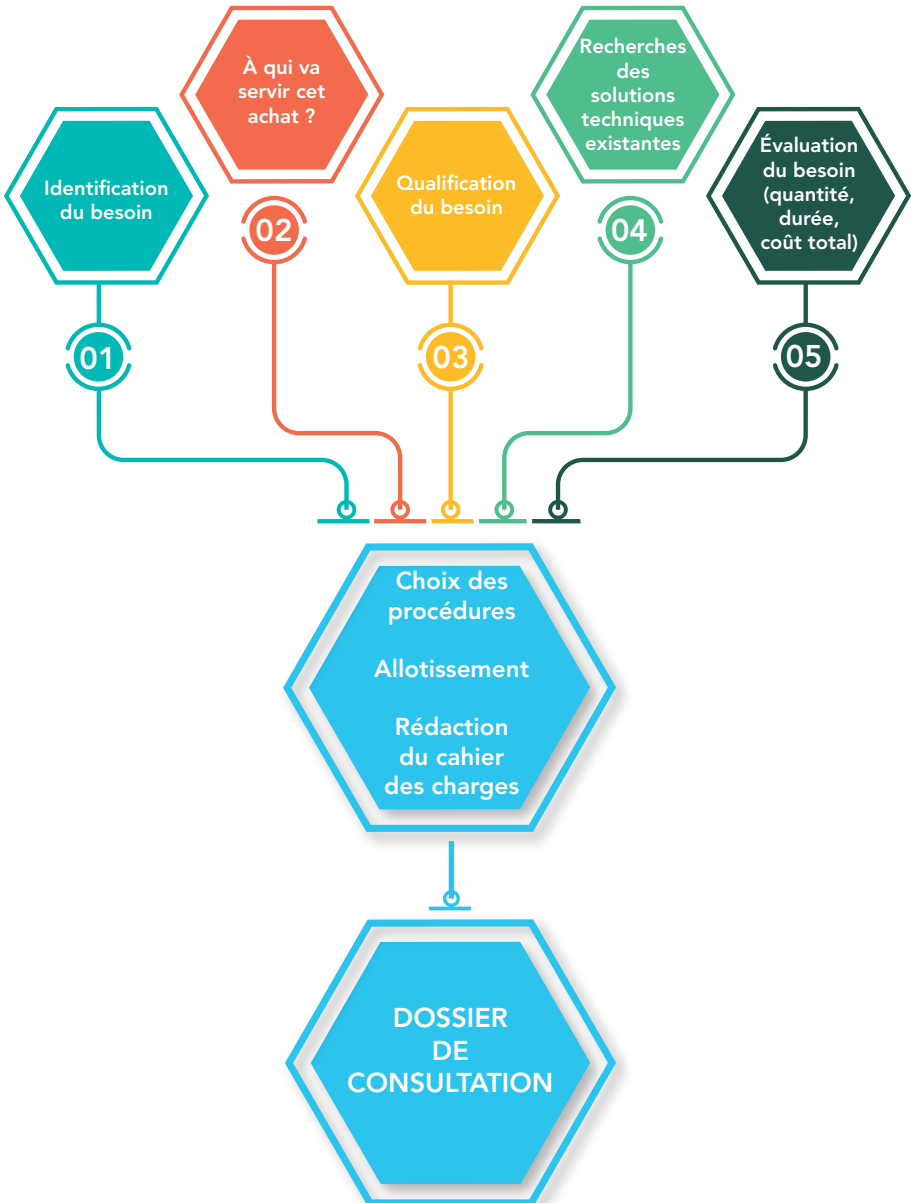 Identification
du besoin
01
À qui va
servir cet
achat ?
02
Qualification
du besoin
03
Recherches
des
solutions
techniques
existantes
04
Évaluation
du besoin
(quantité,
durée,
coût total)
05
Choix des
procédures
Allotissement
Rédaction
du cahier
des charges
DOSSIER
DE
CONSULTATION